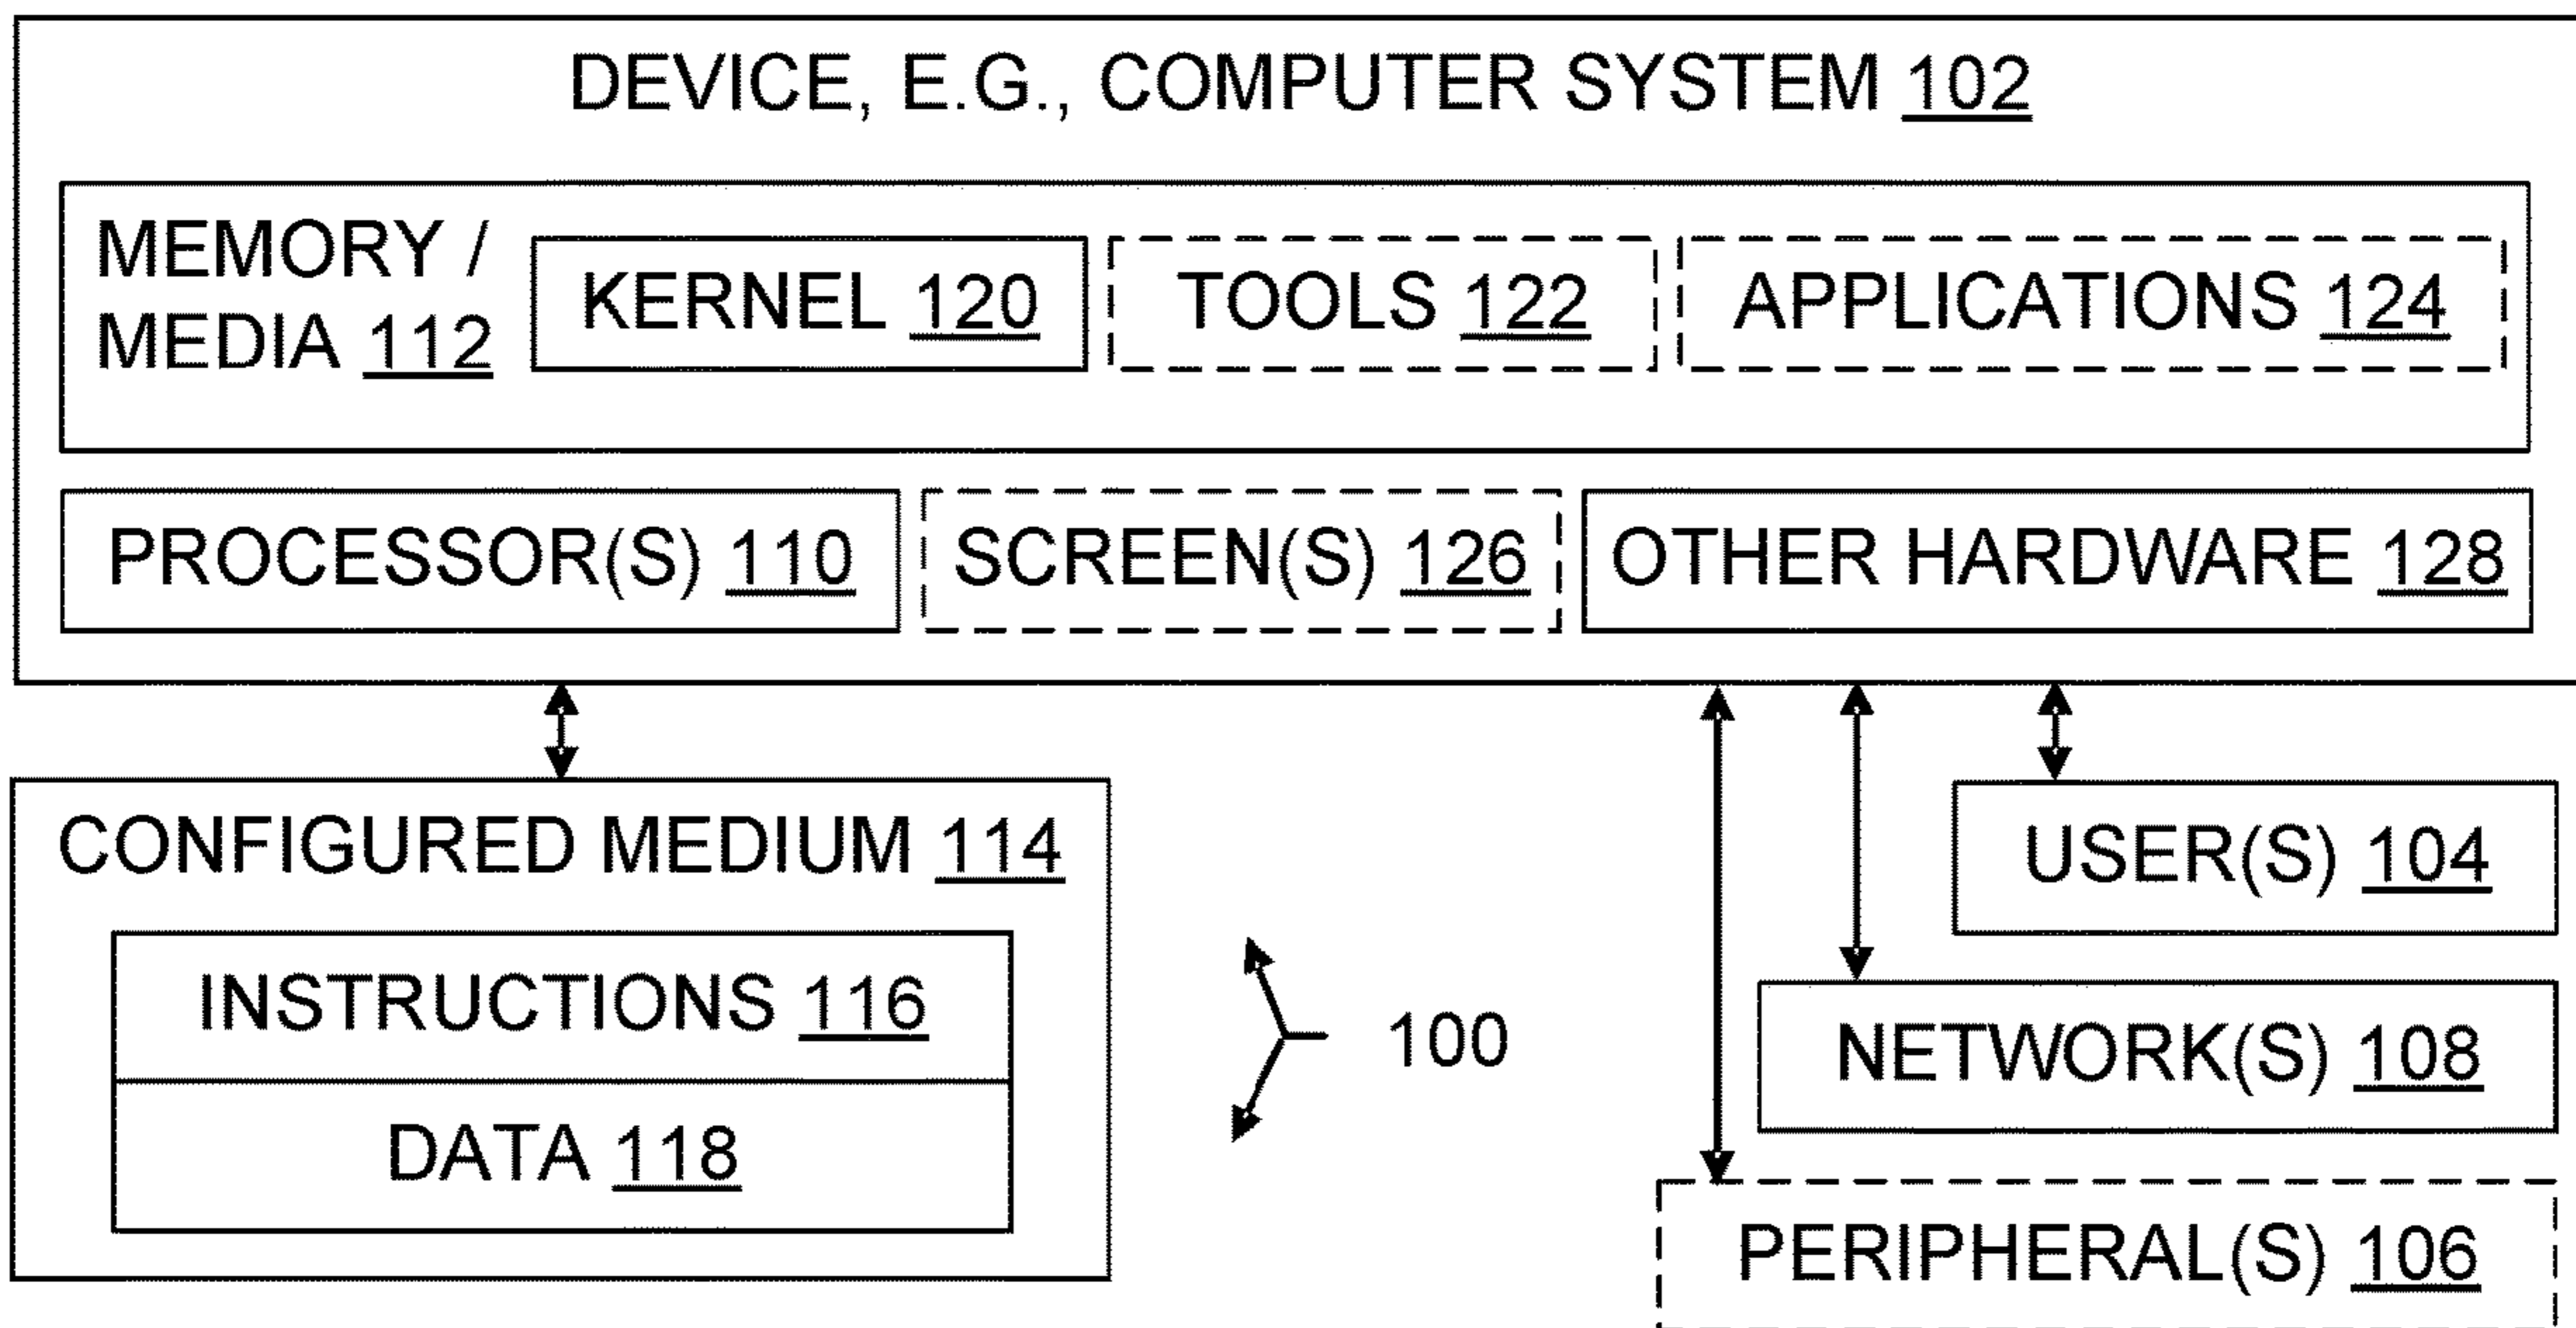 DEVICE, E.G., COMPUTER SYSTEM 102
MEMORY /
MEDIA 112
KERNEL 120
TOOLS 122
APPLICATIONS 124
PROCESSOR(S) 110
SCREEN(S) 126
OTHER HARDWARE 128
CONFIGURED MEDIUM 114
INSTRUCTIONS 116
DATA 118
100
USER(S) 104
NETWORK(S) 108
PERIPHERAL(S) 106